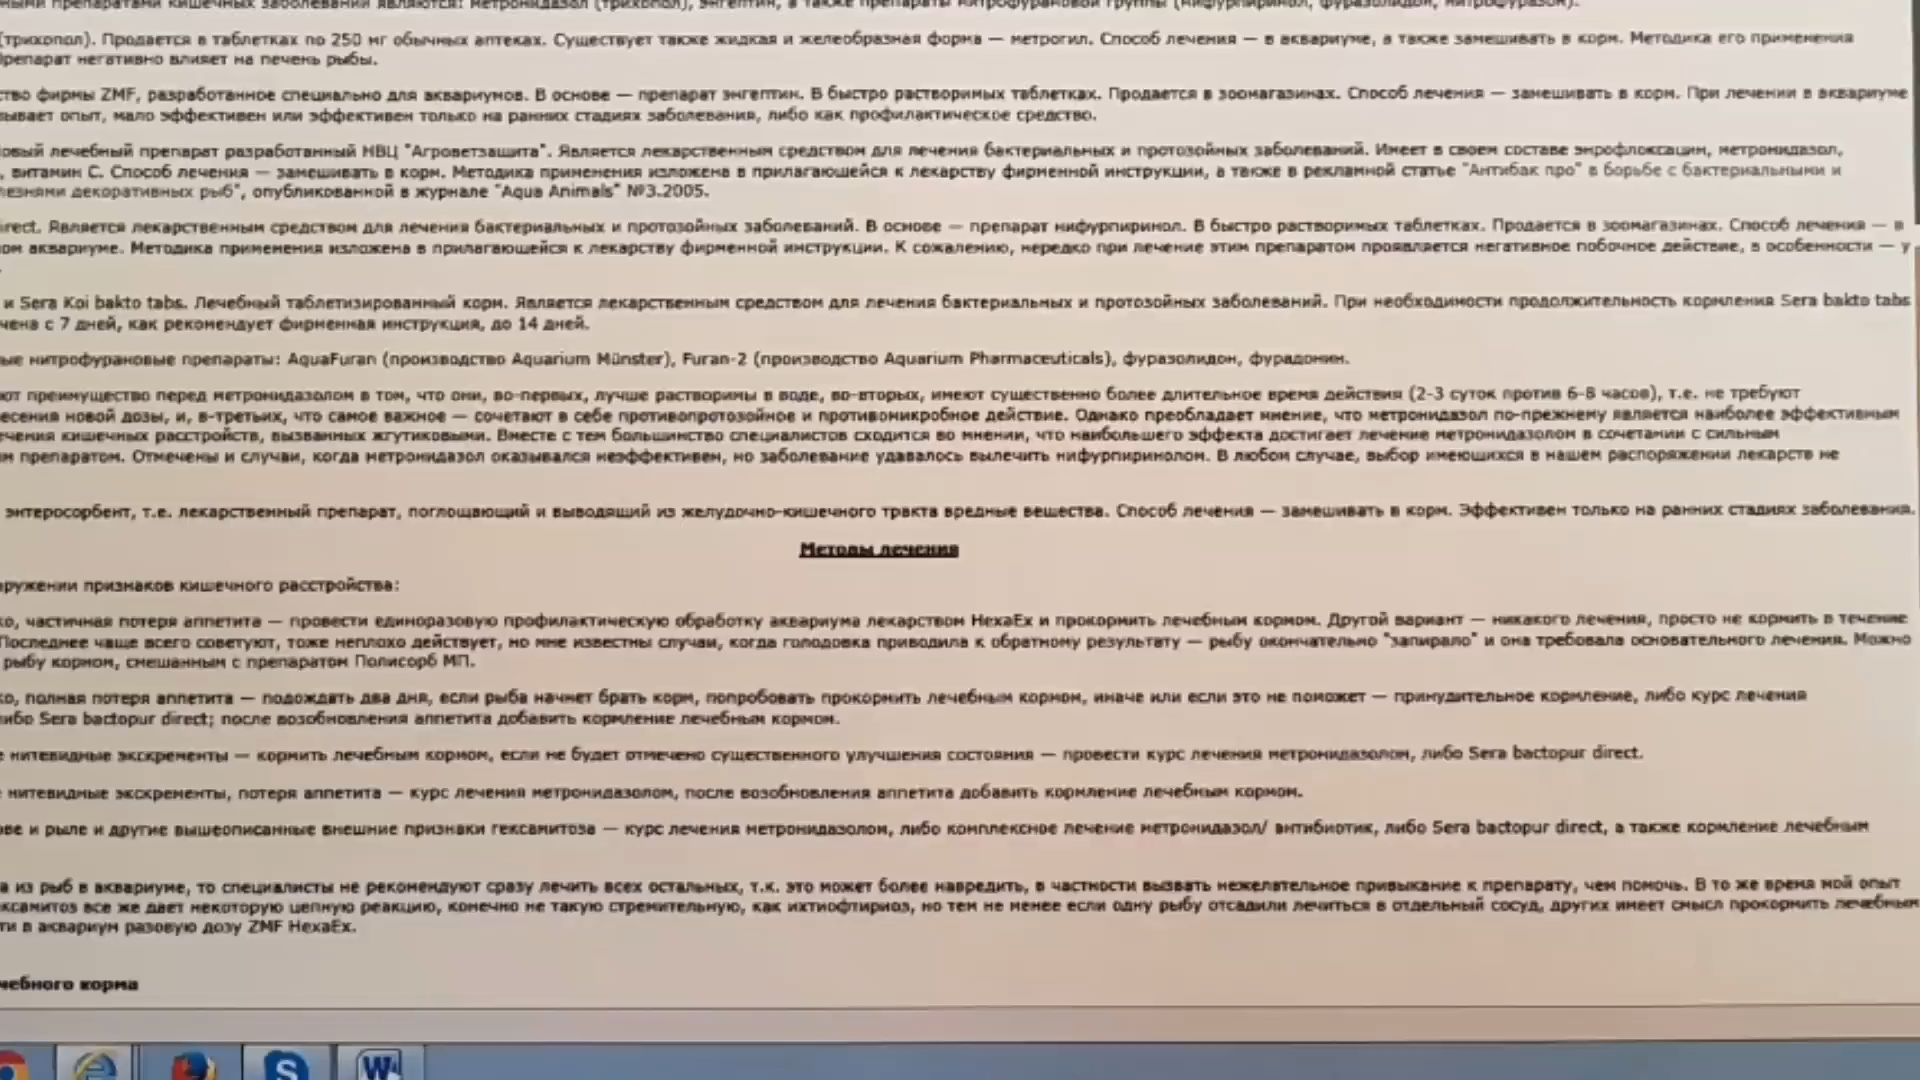 препаратами кишечных заболеваний являются: метронидазол (трихопол), энгептин, а также препараты нитрофурановой группы (нифурпиринол, фуразолидон, нитрофуразон).
(трихопол). Продается в таблетках по 250 мг обычных аптеках. Существует также жидкая и желеобразная форма — метрогил. Способ лечения — в аквариуме, а также замешивать в корм. Методика его применения
препарат негативно влияет на печень рыбы.
тво фирмы ZMF, разработанное специально для аквариумов. В основе — препарат энгептин. В быстро растворимых таблетках. Продается в зоомагазинах. Способ лечения — замешивать в корм. При лечении в аквариуме
зывает опыт, мало эффективен или эффективен только на ранних стадиях заболевания, либо как профилактическое средство.
овый лечебный препарат разработанный НВЦ "Агроветзашита". Является лекарственным средством для лечения бактериальных и протозойных заболеваний. Имеет в своем составе энрофлоксацин, метронидазол,
, витамин С. Способ лечения — замешивать в корм. Методика применения изложена в прилагающейся к лекарству фирменной инструкции, а также в рекламной статье "Антибак про" в борьбе с бактериальными и
лезнями декоративных рыб", опубликованной в журнале "Aqua Animals" №3.2005.
irect. Является лекарственным средством для лечения бактериальных и протозойных заболеваний. В основе — препарат нифурпиринол. В быстро растворимых таблетках. Продается в зоомагазинах. Способ лечения — в
ом аквариуме. Методика применения изложена в прилагающейся к лекарству фирменной инструкции. К сожалению, нередко при лечение этим препаратом проявляется негативное побочное действие, в особенности — у
и Sera Koi bakto tabs. Лечебный таблетизированный корм. Является лекарственным средством для лечения бактериальных и протозойных заболеваний. При необходимости продолжительность кормления Sera bakto tabs
чена с 7 дней, как рекомендует фирменная инструкция, до 14 дней.
ые нитрофурановые препараты: AquaFuran (производство Aquarium Münster), Furan-2 (производство Aquarium Pharmaceuticals), фуразолидон, фурадонин.
ют преимущество перед метронидазолом в том, что они, во-первых, лучше растворимы в воде, во-вторых, имеют существенно более длительное время действия (2-3 суток против 6-8 часов), т.е. не требуют
есения новой дозы, и, в-третьих, что самое важное — сочетают в себе противопротозойное и противомикробное действие. Однако преобладает мнение, что метронидазол по-прежнему является наиболее эффективным
ечения кишечных расстройств, вызванных жгутиковыми. Вместе с тем большинство специалистов сходится во мнении, что наибольшего эффекта достигает лечение метронидазолом в сочетании с сильным
м препаратом. Отмечены и случаи, когда метронидазол оказывался неэффективен, но заболевание удавалось вылечить нифурпиринолом. В любом случае, выбор имеющихся в нашем распоряжении лекарств не
энтеросорбент, т.е. лекарственный препарат, поглощающий и выводящий из желудочно-кишечного тракта вредные вещества. Способ лечения — замешивать в корм. Эффективен только на ранних стадиях заболевания.
Методы лечения
аружении признаков кишечного расстройства:
ко, частичная потеря аппетита — провести единоразовую профилактическую обработку аквариума лекарством HexaEx и прокормить лечебным кормом. Другой вариант — никакого лечения, просто не кормить в течение
Последнее чаще всего советуют, тоже неплохо действует, но мне известны случаи, когда голодовка приводила к обратному результату — рыбу окончательно "запирало" и она требовала основательного лечения. Можно
рыбу кормом, смешанным с препаратом Полисорб МП.
ко, полная потеря аппетита — подождать два дня, если рыба начнет брать корм, попробовать прокормить лечебным кормом, иначе или если это не поможет — принудительное кормление, либо курс лечения
либо Sera bactopur direct; после возобновления аппетита добавить кормление лечебным кормом.
е нитевидные экскременты — кормить лечебным кормом, если не будет отмечено существенного улучшения состояния — провести курс лечения метронидазолом, либо Sera bactopur direct.
е нитевидные экскременты, потеря аппетита — курс лечения метронидазолом, после возобновления аппетита добавить кормление лечебным кормом.
ове и рыле и другие вышеописанные внешние признаки гексамитоза — курс лечения метронидазолом, либо комплексное лечение метронидазол/ антибиотик, либо Sera bactopur direct, а также кормление лечебным
а из рыб в аквариуме, то специалисты не рекомендуют сразу лечить всех остальных, т.к. это может более навредить, в частности вызвать нежелательное привыкание к препарату, чем помочь. В то же время мой опыт
ксамитоз все же дает некоторую цепную реакцию, конечно не такую стремительную, как ихтиофтириоз, но тем не менее если одну рыбу отсадили лечиться в отдельный сосуд, других имеет смысл прокормить лечебным
ти в аквариум разовую дозу ZMF HexaEx.
чебного корма